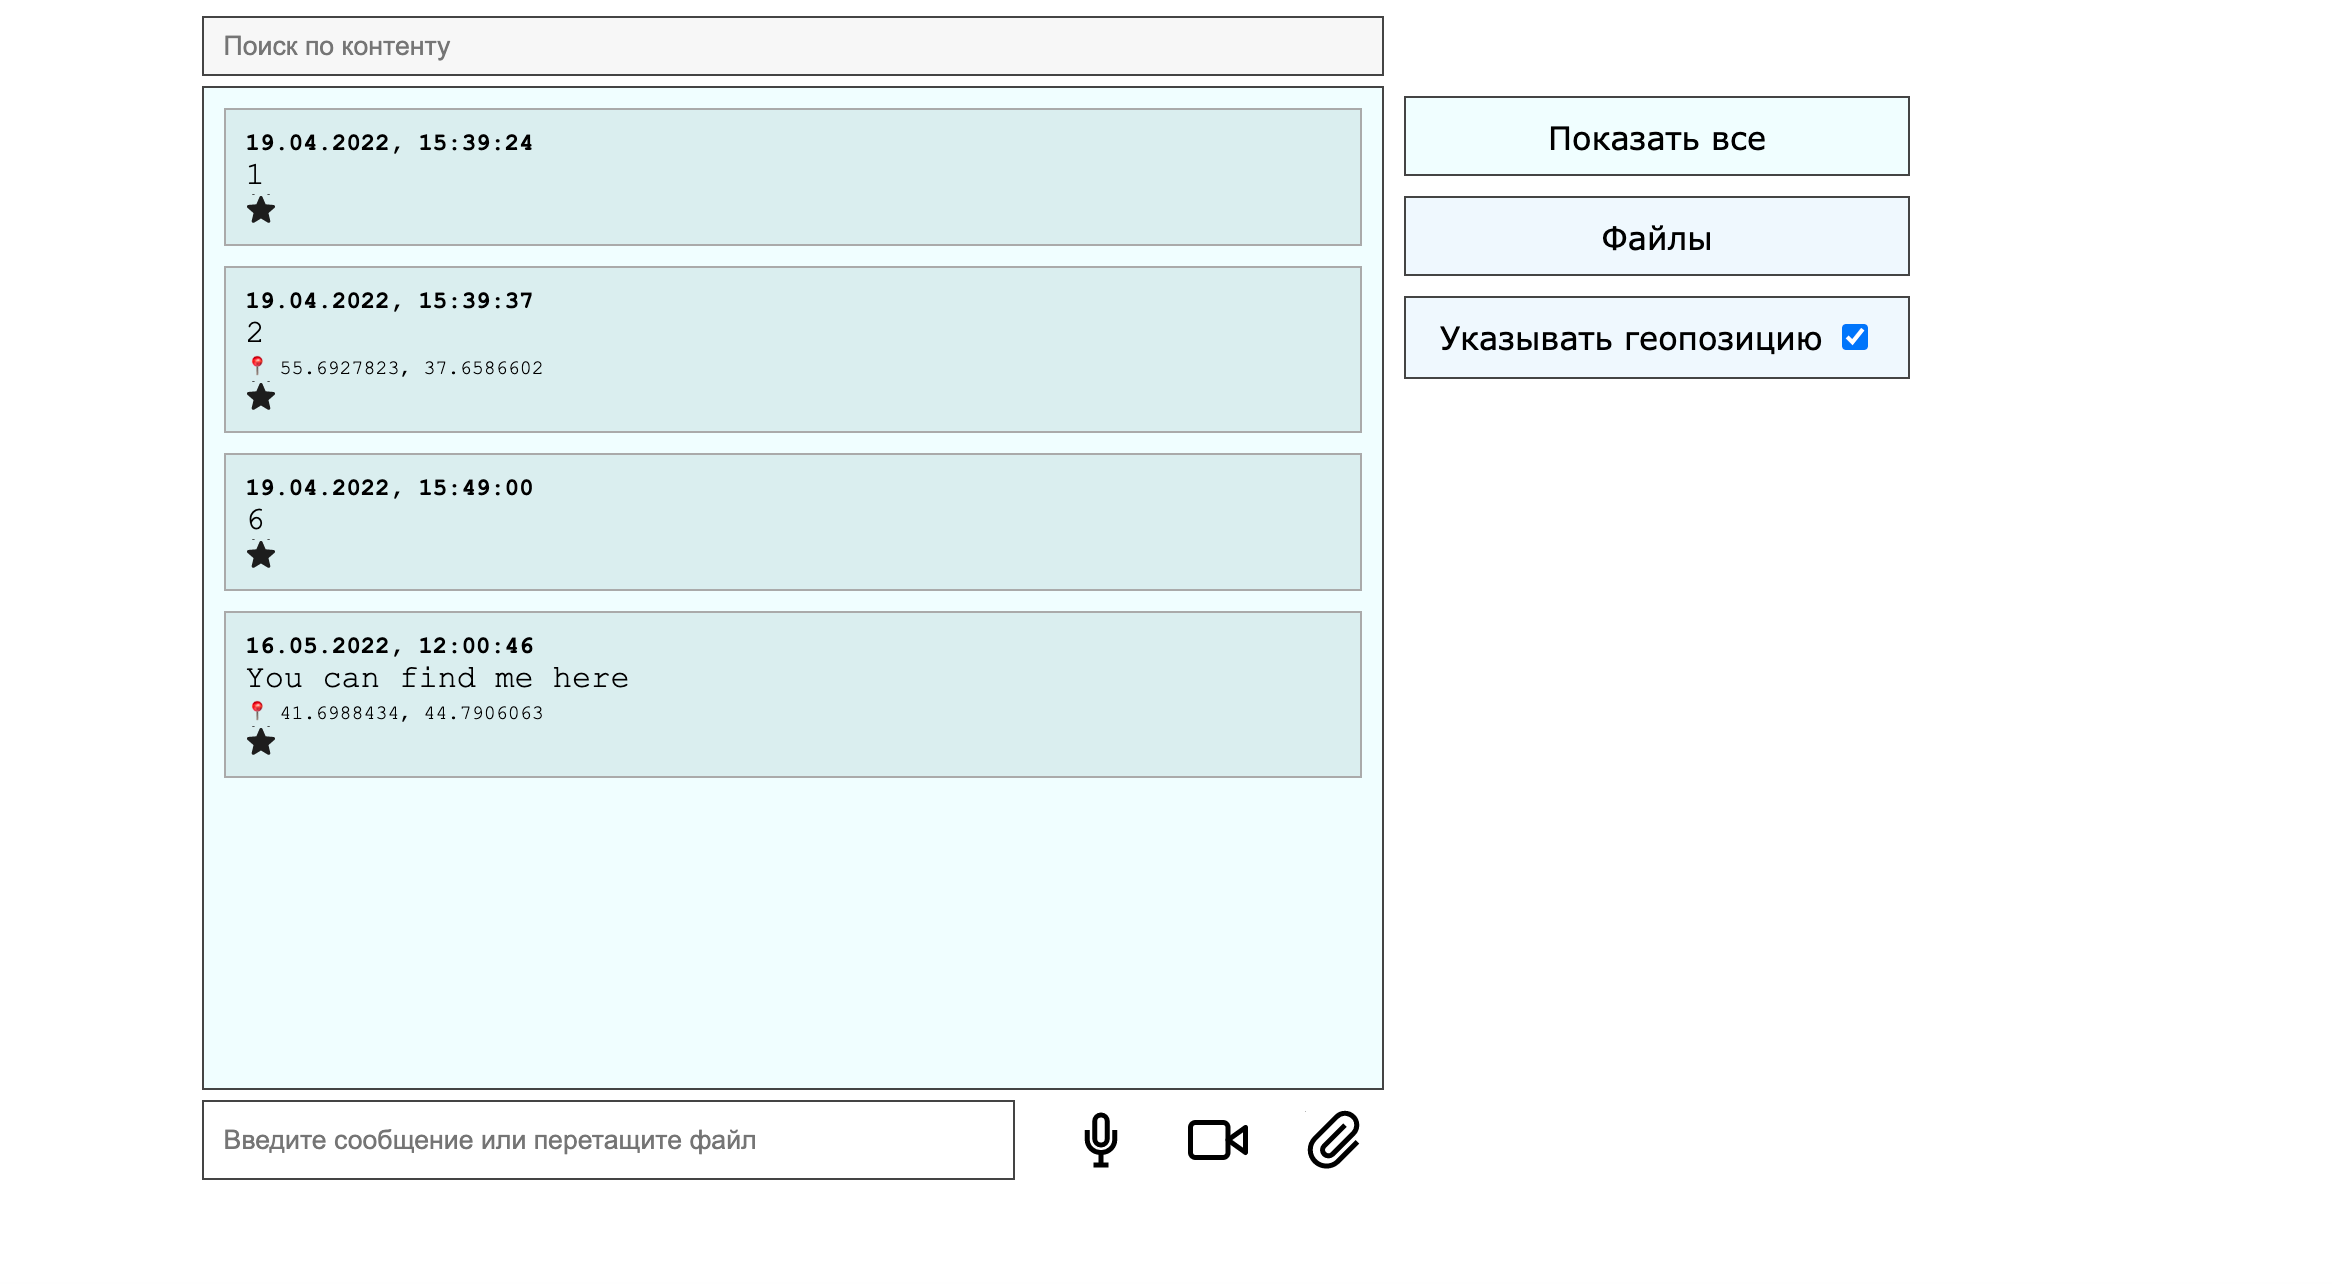 Поиск по контенту
19.04.2022, 15:39:24
1
19.04.2022, 15:39:37
2
55.6927823, 37.6586602
19.04.2022, 15:49:00
6
16.05.2022, 12:00:46
You can find me here
41.6988434, 44.7906063
Введите сообщение или перетащите файл
Показать все
Файлы
Указывать геопозицию